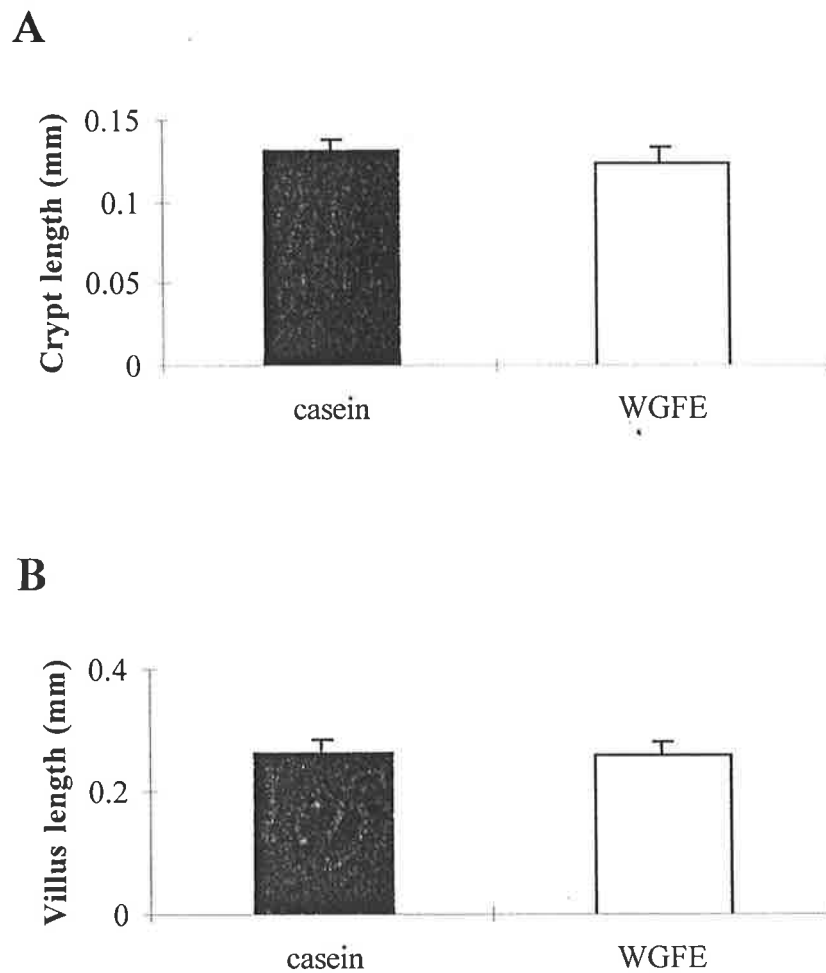 A
Crypt length (mm)
0.15
0.1
0.05
0
casein
WGFE
B
Villus length (mm)
0.4
0.2
0
casein
WGFE